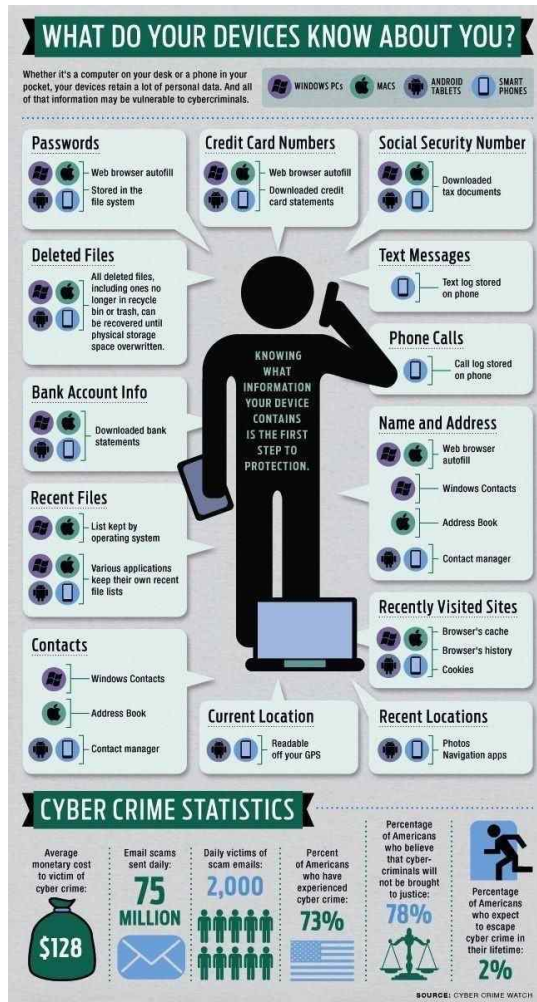 WHAT DO YOUR DEVICES KNOW ABOUT YOU?
Whether it's a computer on your desk or a phone in your
pocket, your devices retain a lot of personal data. And all
of that information may be vulnerable to cybercriminals.
WINDOWS PCs
MACS
ANDROID
TABLETS
SMART
PHONES
Passwords
Web browser autofill
Stored in the
file system
Credit Card Numbers
Web browser autofill
Downloaded credit
card statements
Social Security Number
Downloaded
tax documents
Deleted Files
All deleted files,
including ones no
longer in recycle
bin or trash, can
be recovered until
physical storage
space overwritten.
Text Messages
Text log stored
on phone
Phone Calls
Call log stored
on phone
KNOWING
WHAT
INFORMATION
YOUR DEVICE
CONTAINS
IS THE FIRST
STEP TO
PROTECTION.
Bank Account Info
Downloaded bank
statements
Name and Address
Web browser
autofill
Windows Contacts
Address Book
Contact manager
Recent Files
List kept by
operating system
Various applications
keep their own recent
file lists
Recently Visited Sites
Browser's cache
Browser's history
Cookies
Contacts
Windows Contacts
Address Book
Contact manager
Current Location
Readable
off your GPS
Recent Locations
Photos
Navigation apps
CYBER CRIME STATISTICS
Average
monetary cost
to victim of
cyber crime:
$128
Email scams
sent daily:
75
MILLION
Daily victims of
scam emails:
2,000
Percent
of Americans
who have
experienced
cyber crime:
73%
Percentage
of Americans
who believe
that cyber-
criminals will
not be brought
to justice:
78%
Percentage
of Americans
who expect
to escape
cyber crime in
their lifetime:
2%
SOURCE: CYBER CRIME WATCH